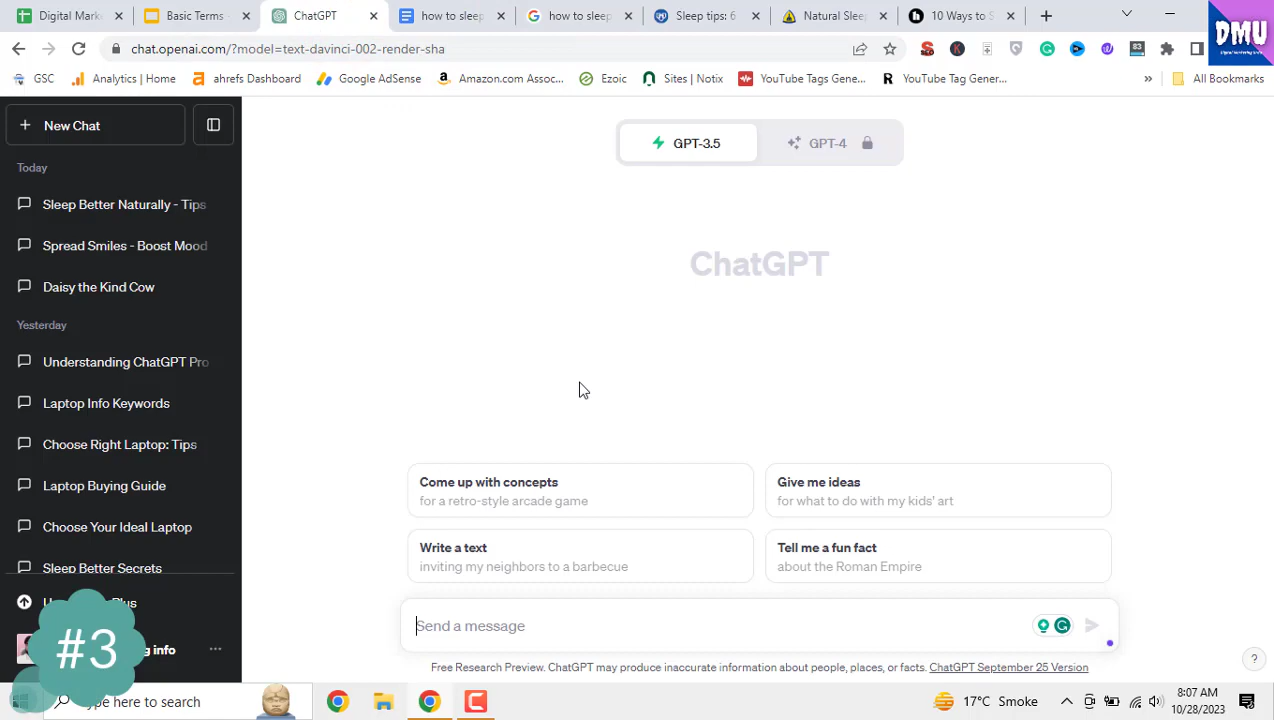 Digital Mark
Basic Terms -
ChatGPT
how to sleep
how to sleep
Sleep tips:
Natural Sleep
10 Ways to S
DMU
chat.openai.com/?model=text-davinci-002-render-sha
83
GSC
Analytics | Home
ahrefs Dashboard
Google AdSense
Amazon.com Assoc...
Ezoic
Sites | Notix
YouTube Tags Gene...
YouTube Tag Gener...
»
All Bookmarks
New Chat
GPT-3.5
GPT-4
Today
Sleep Better Naturally - Tips
Spread Smiles - Boost Mood
ChatGPT
Daisy the Kind Cow
Yesterday
Understanding ChatGPT Pro
Laptop Info Keywords
Choose Right Laptop: Tips
Laptop Buying Guide
Choose Your Ideal Laptop
Sleep Better Secrets
Come up with concepts
for a retro-style arcade game
Give me ideas
for what to do with my kids' art
Write a text
inviting my neighbors to a barbecue
Tell me a fun fact
about the Roman Empire
Plus
#3
info
Send a message
Free Research Preview. ChatGPT may produce inaccurate information about people, places, or facts. ChatGPT September 25 Version
?
here to search
17°C Smoke
8:07 AM
10/28/2023